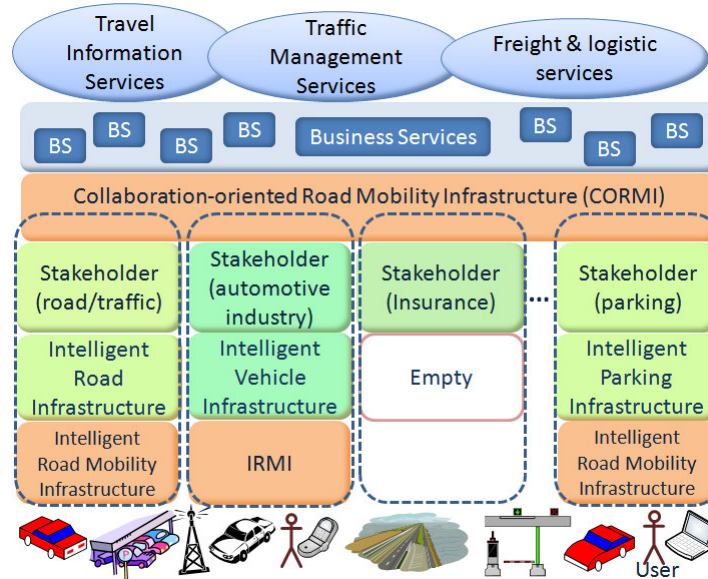 Travel
Information
Services
Traffic
Management
Services
Freight & logistic
services
BS
BS
BS
BS
Business Services
BS
BS
BS
Collaboration-oriented Road Mobility Infrastructure (CORMI)
Stakeholder
(road/traffic)
Stakeholder
(automotive
industry)
Stakeholder
(Insurance)
...
Stakeholder
(parking)
Intelligent
Road
Infrastructure
Intelligent
Vehicle
Infrastructure
Empty
Intelligent
Parking
Infrastructure
Intelligent
Road Mobility
Infrastructure
IRMI
Intelligent
Road Mobility
Infrastructure
P
User